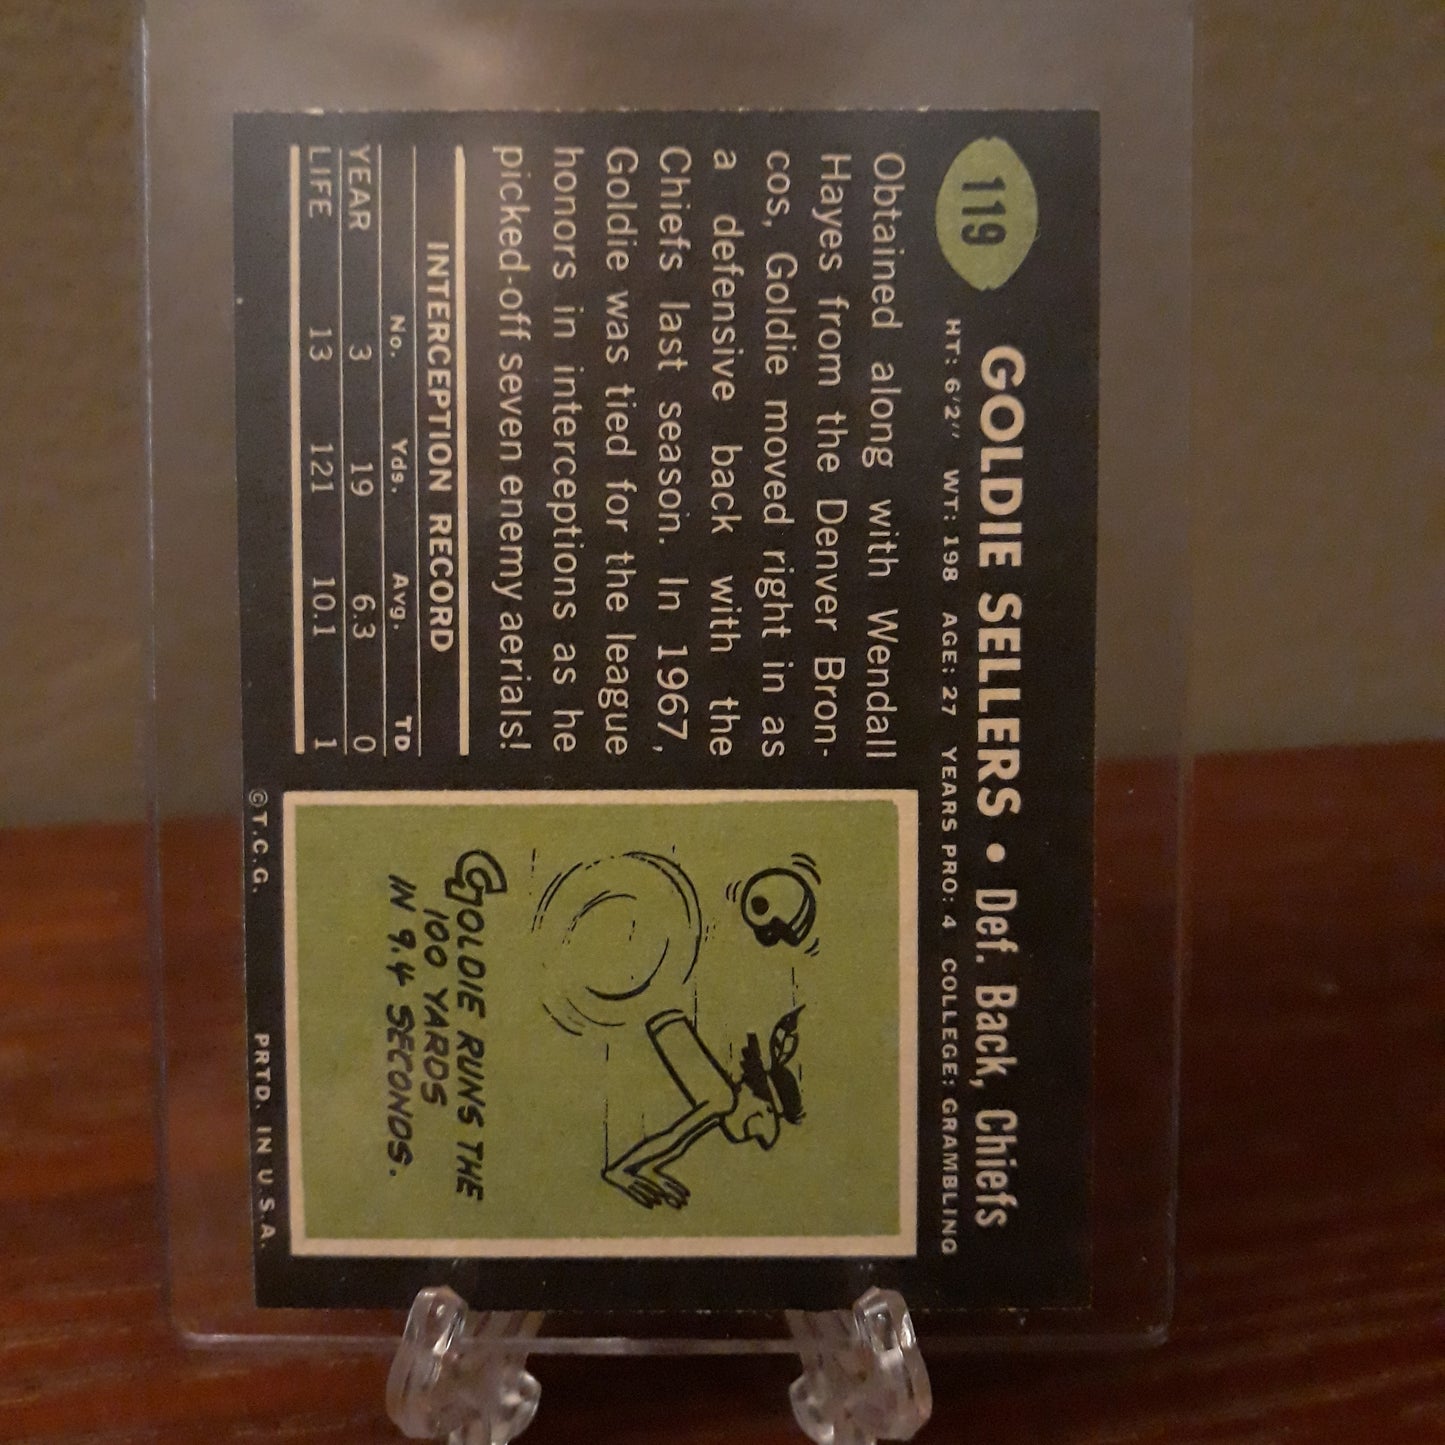 119
GOLDIE SELLERS • Def. Back, Chiefs
HT: 6'2" WT: 198 AGE: 27 YEARS PRO: 4 COLLEGE: GRAMBLING
Obtained along with Wendall
Hayes from the Denver Bron-
cos, Goldie moved right in as
a defensive back with the
Chiefs last season. In 1967,
Goldie was tied for the league
honors in interceptions as he
picked-off seven enemy aerials!
INTERCEPTION RECORD
No. Yds. Avg. TD
YEAR 3 19 6.3 0
LIFE 13 121 10.1 1
GOLDIE RUNS THE
100 YARDS
IN 9.4 SECONDS.
©T.C.G. PRTD. IN U.S.A.